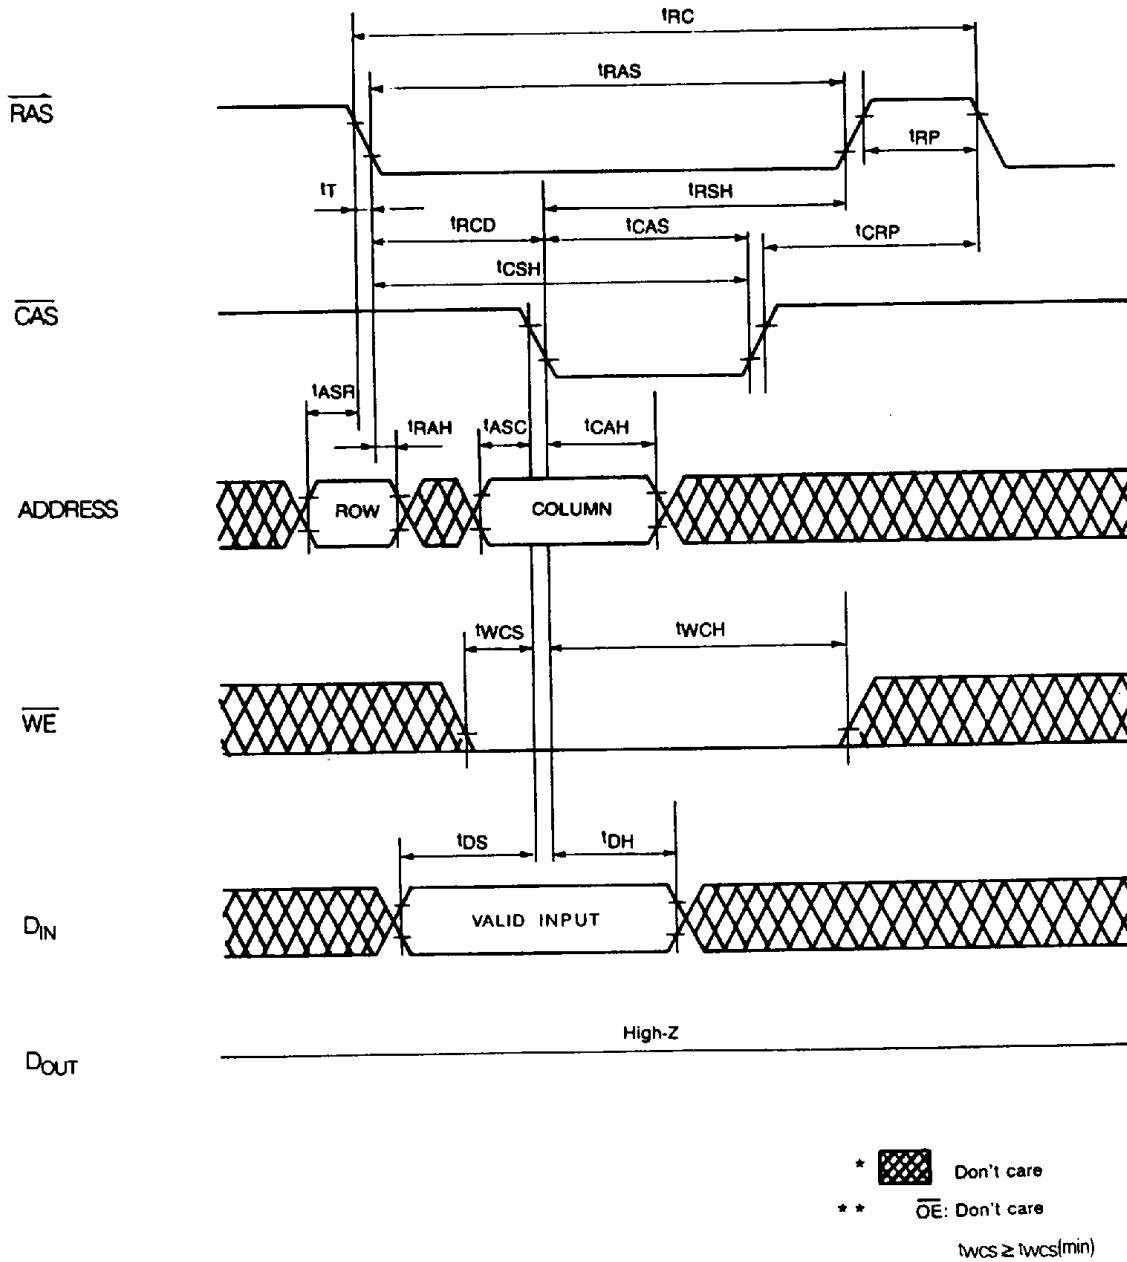 tRC
tRAS
RAS
tRP
tRSH
tT
tRCD
tCAS
tCRP
tCSH
CAS
tASR
tRAH
tASC
tCAH
ADDRESS
ROW
COLUMN
tWCS
tWCH
WE
tDS
tDH
DIN
VALID INPUT
High-Z
DOUT
* Don't care
** OE: Don't care
twcs ≥ twcs(min)